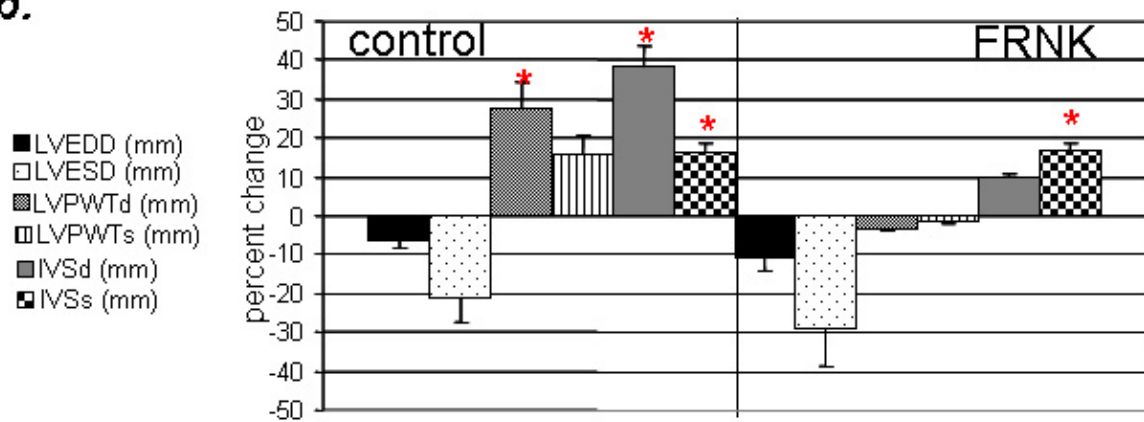 b.
control
FRNK
50
40
30
20
10
0
-10
-20
-30
-40
-50
percent change
LVEDD (mm)
LVESD (mm)
LVPWTd (mm)
LVPWTs (mm)
IVSd (mm)
IVSs (mm)
*
*
*
*